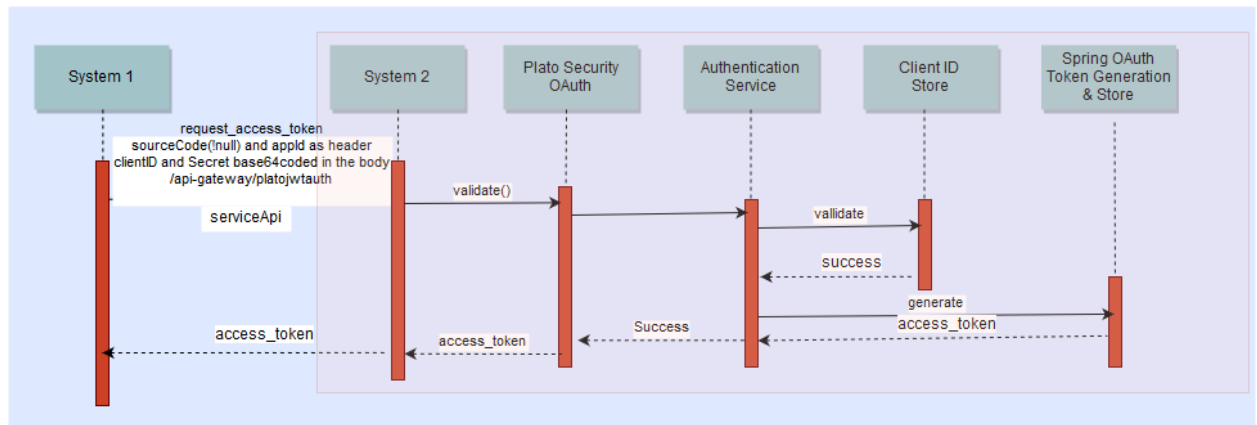 System 1
System 2
Plato Security
OAuth
Authentication
Service
Client ID
Store
Spring OAuth
Token Generation
& Store
request_access_token
sourceCode(!null) and appId as header
clientID and Secret base64coded in the body
/api-gateway/platojwtauth
serviceApi
validate()
vallidate
success
generate
access_token
Success
access_token
access_token